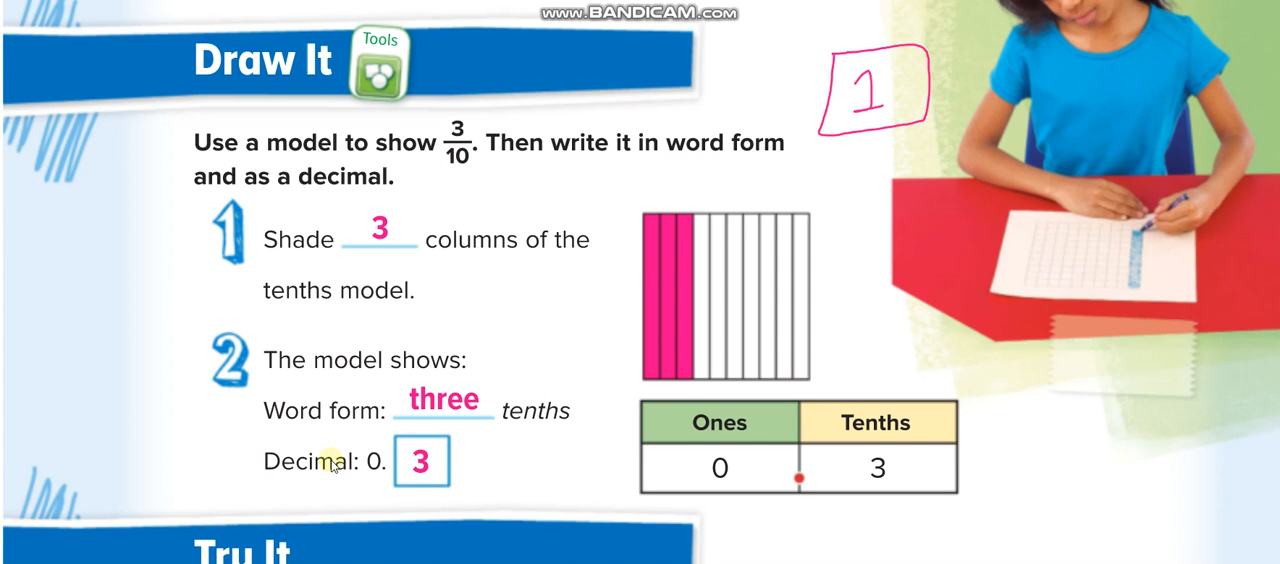 www.BANDICAM.com
Draw It
Tools
1
Use a model to show 3/10. Then write it in word form
and as a decimal.
1 Shade 3 columns of the
tenths model.
2 The model shows:
Word form: three tenths
Decimal: 0. 3
Ones Tenths
0 . 3
Try It